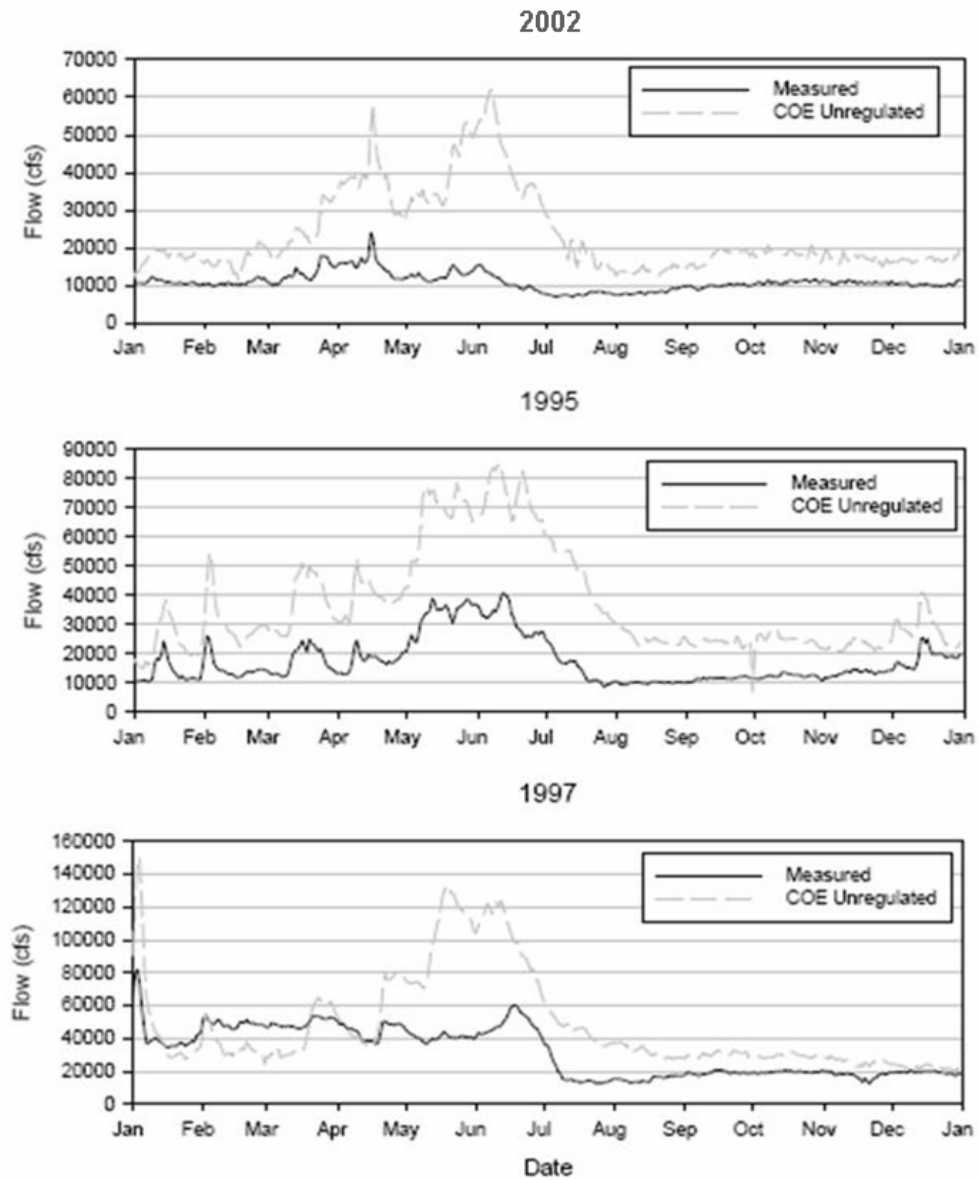 2002
70000
60000
50000
40000
30000
20000
10000
0
Flow (cfs)
Measured
COE Unregulated
Jan Feb Mar Apr May Jun Jul Aug Sep Oct Nov Dec Jan
1995
90000
80000
70000
60000
50000
40000
30000
20000
10000
0
Flow (cfs)
Measured
COE Unregulated
Jan Feb Mar Apr May Jun Jul Aug Sep Oct Nov Dec Jan
1997
160000
140000
120000
100000
80000
60000
40000
20000
0
Flow (cfs)
Measured
COE Unregulated
Jan Feb Mar Apr May Jun Jul Aug Sep Oct Nov Dec Jan
Date